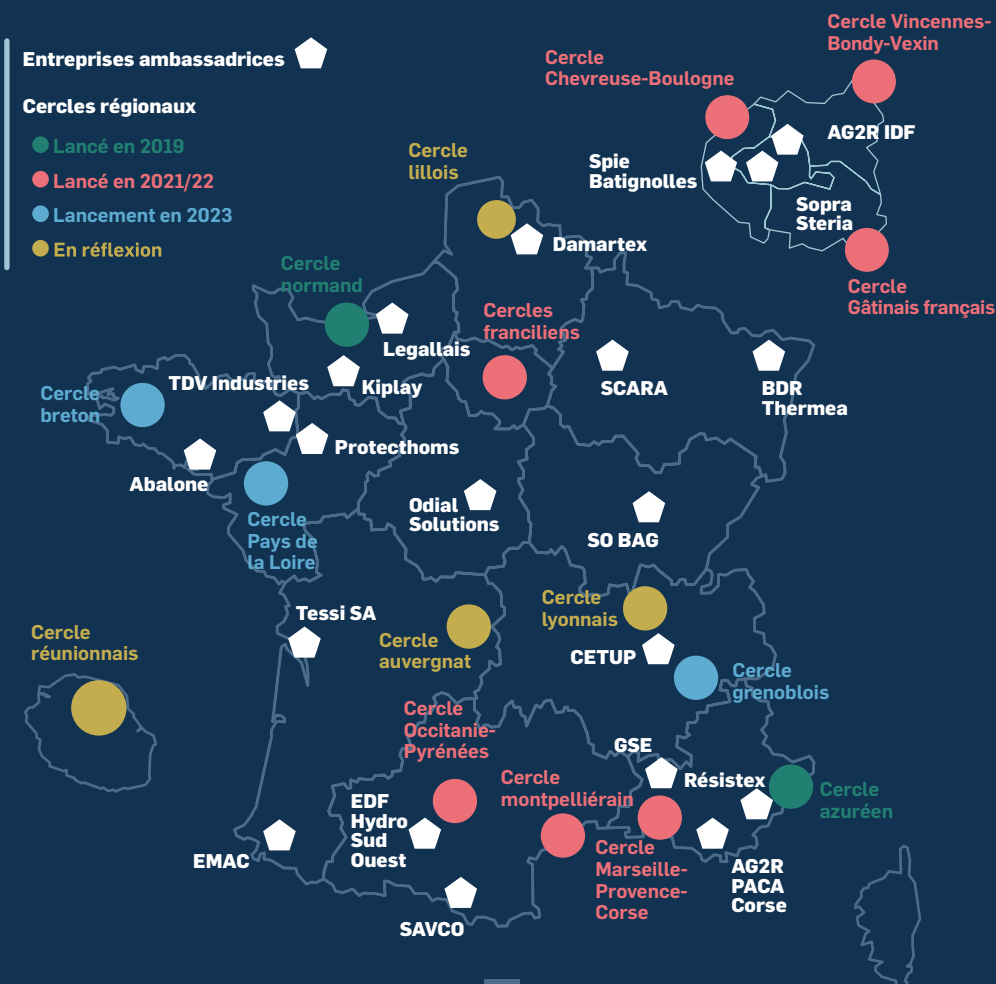 Entreprises ambassadrices
Cercles régionaux
Lancé en 2019
Lancé en 2021/22
Lancement en 2023
En réflexion
Cercle Vincennes-
Bondy-Vexin
Cercle
Chevreuse-Boulogne
AG2R IDF
Spie
Batignolles
Sopra
Steria
Cercle
Gâtinais français
Cercle
lillois
Damartex
Cercle
normand
Legallais
Cercles
franciliens
Kiplay
SCARA
BDR
Thermea
TDV Industries
Cercle
breton
Protecthoms
Abalone
Cercle
Pays de
la Loire
Odial
Solutions
SO BAG
Tessi SA
Cercle
auvergnat
Cercle
lyonnais
CETUP
Cercle
grenoblois
Cercle
réunionnais
Cercle
Occitanie-
Pyrénées
GSE
Résistex
Cercle
azuréen
Cercle
montpelliérain
EDF
Hydro
Sud
Ouest
EMAC
SAVCO
Cercle
Marseille-
Provence-
Corse
AG2R
PACA
Corse